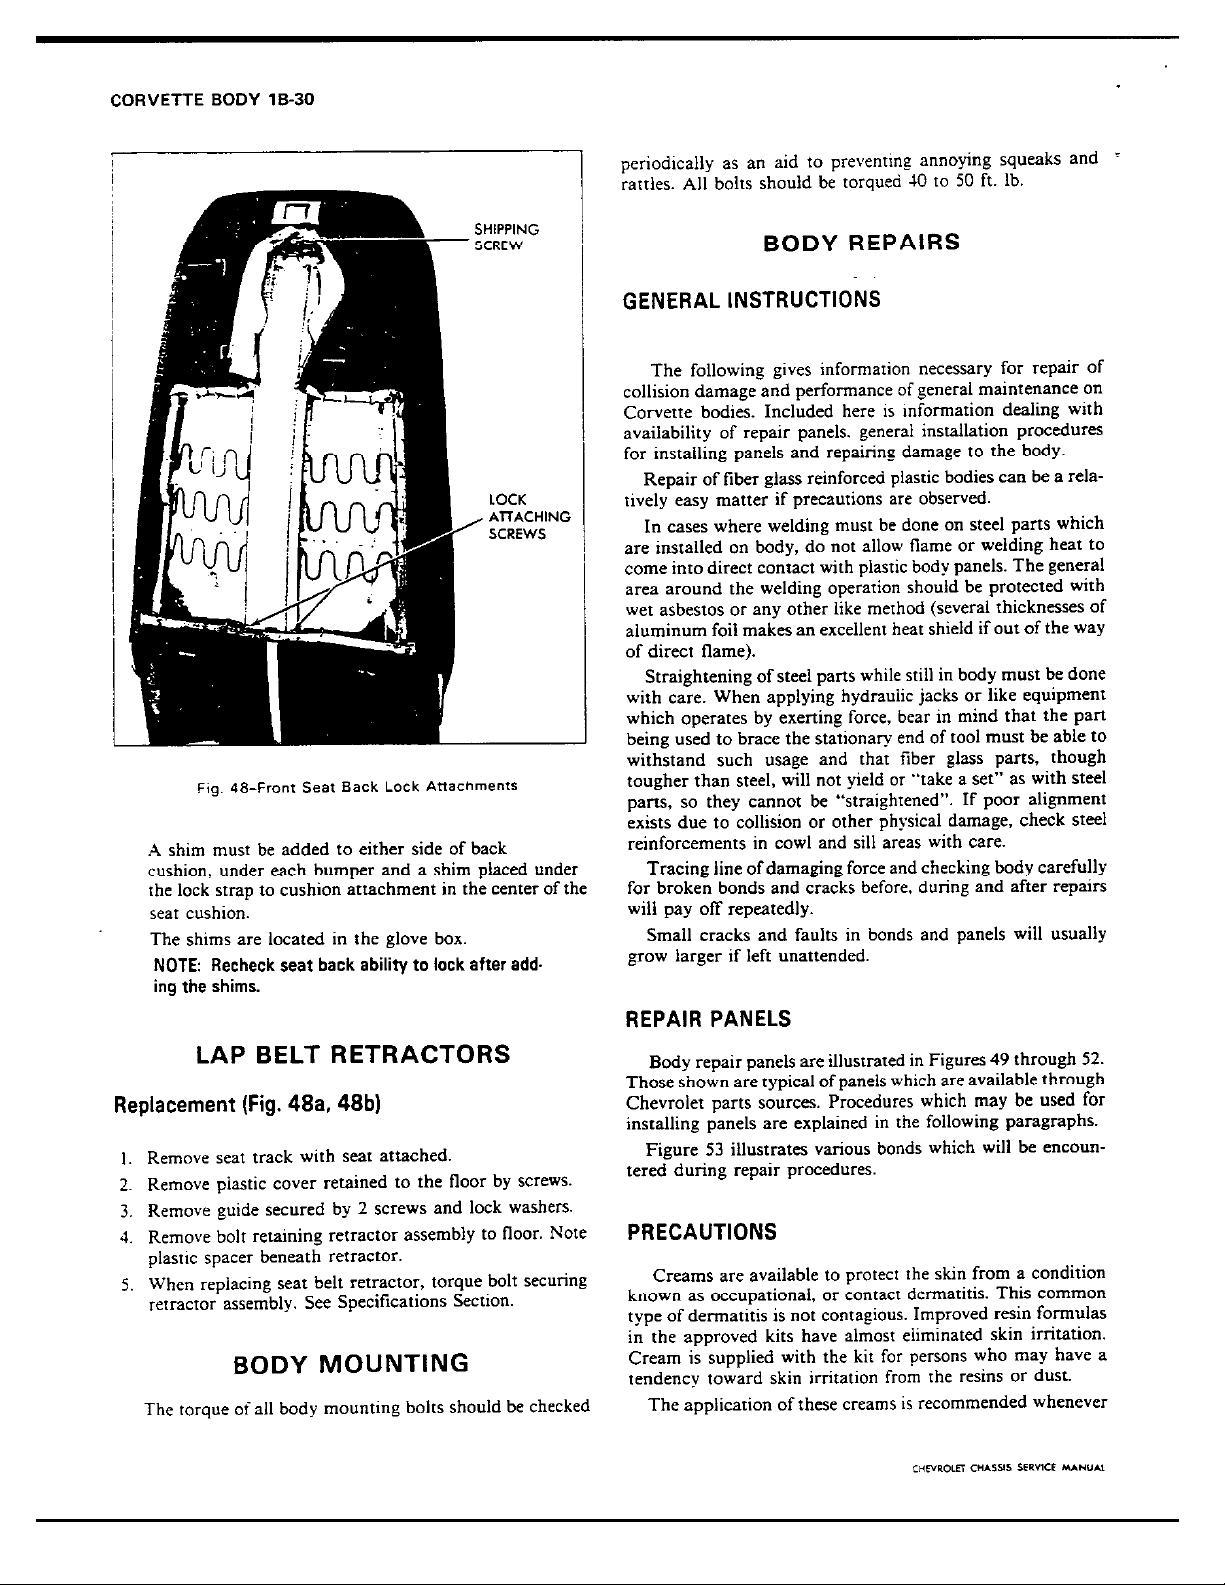 CORVETTE BODY 1B-30
SHIPPING
SCREW
LOCK
ATTACHING
SCREWS
Fig. 48-Front Seat Back Lock Attachments
A shim must be added to either side of back
cushion, under each bumper and a shim placed under
the lock strap to cushion attachment in the center of the
seat cushion.
The shims are located in the glove box.
NOTE: Recheck seat back ability to lock after add-
ing the shims.
LAP BELT RETRACTORS
Replacement (Fig. 48a, 48b)
1. Remove seat track with seat attached.
2. Remove plastic cover retained to the floor by screws.
3. Remove guide secured by 2 screws and lock washers.
4. Remove bolt retaining retractor assembly to floor. Note
plastic spacer beneath retractor.
5. When replacing seat belt retractor, torque bolt securing
retractor assembly. See Specifications Section.
BODY MOUNTING
The torque of all body mounting bolts should be checked
periodically as an aid to preventing annoying squeaks and
rattles. All bolts should be torqued 40 to 50 ft. lb.
BODY REPAIRS
GENERAL INSTRUCTIONS
The following gives information necessary for repair of
collision damage and performance of general maintenance on
Corvette bodies. Included here is information dealing with
availability of repair panels. general installation procedures
for installing panels and repairing damage to the body.
Repair of fiber glass reinforced plastic bodies can be a rela-
tively easy matter if precautions are observed.
In cases where welding must be done on steel parts which
are installed on body, do not allow flame or welding heat to
come into direct contact with plastic body panels. The general
area around the welding operation should be protected with
wet asbestos or any other like method (several thicknesses of
aluminum foil makes an excellent heat shield if out of the way
of direct flame).
Straightening of steel parts while still in body must be done
with care. When applying hydraulic jacks or like equipment
which operates by exerting force, bear in mind that the part
being used to brace the stationary end of tool must be able to
withstand such usage and that fiber glass parts, though
tougher than steel, will not yield or "take a set" as with steel
parts, so they cannot be "straightened". If poor alignment
exists due to collision or other physical damage, check steel
reinforcements in cowl and sill areas with care.
Tracing line of damaging force and checking body carefully
for broken bonds and cracks before, during and after repairs
will pay off repeatedly.
Small cracks and faults in bonds and panels will usually
grow larger if left unattended.
REPAIR PANELS
Body repair panels are illustrated in Figures 49 through 52.
Those shown are typical of panels which are available through
Chevrolet parts sources. Procedures which may be used for
installing panels are explained in the following paragraphs.
Figure 53 illustrates various bonds which will be encoun-
tered during repair procedures.
PRECAUTIONS
Creams are available to protect the skin from a condition
known as occupational, or contact dermatitis. This common
type of dermatitis is not contagious. Improved resin formulas
in the approved kits have almost eliminated skin irritation.
Cream is supplied with the kit for persons who may have a
tendency toward skin irritation from the resins or dust.
The application of these creams is recommended whenever
CHEVROLET CHASSIS SERVICE MANUAL